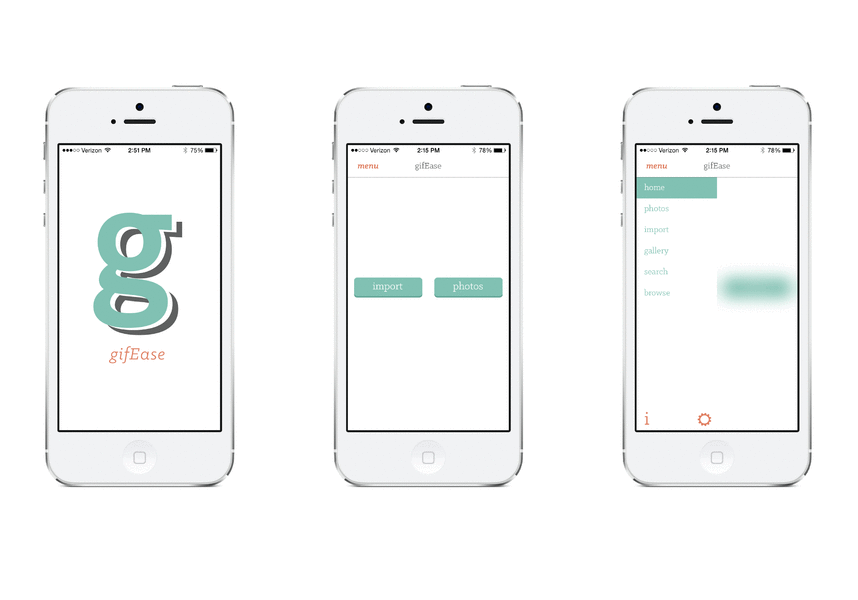 Verizon 2:51 PM 75%
g
gifEase
Verizon 2:15 PM 78%
menu gifEase
import photos
Verizon 2:15 PM 78%
menu gifEase
home
photos
import
gallery
search
browse
i